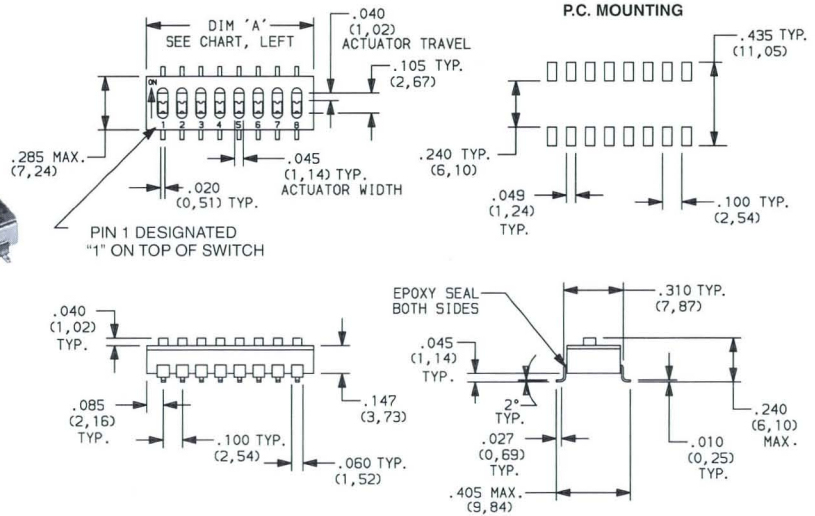 DIM 'A'
SEE CHART, LEFT
.040
(1,02)
ACTUATOR TRAVEL
.105 TYP.
(2,67)
ON
1 2 3 4 5 6 7 8
.285 MAX.
(7,24)
.020
(0,51) TYP.
.045
(1,14) TYP.
ACTUATOR WIDTH
PIN 1 DESIGNATED
"1" ON TOP OF SWITCH
P.C. MOUNTING
.435 TYP.
(11,05)
.240 TYP.
(6,10)
.049
(1,24)
TYP.
.100 TYP.
(2,54)
.040
(1,02)
TYP.
.085
(2,16)
TYP.
.100 TYP.
(2,54)
.147
(3,73)
.060 TYP.
(1,52)
EPOXY SEAL
BOTH SIDES
.310 TYP.
(7,87)
.045
(1,14)
TYP.
2°
TYP.
.027
(0,69)
TYP.
.405 MAX.
(9,84)
.010
(0,25)
TYP.
.240
(6,10)
MAX.